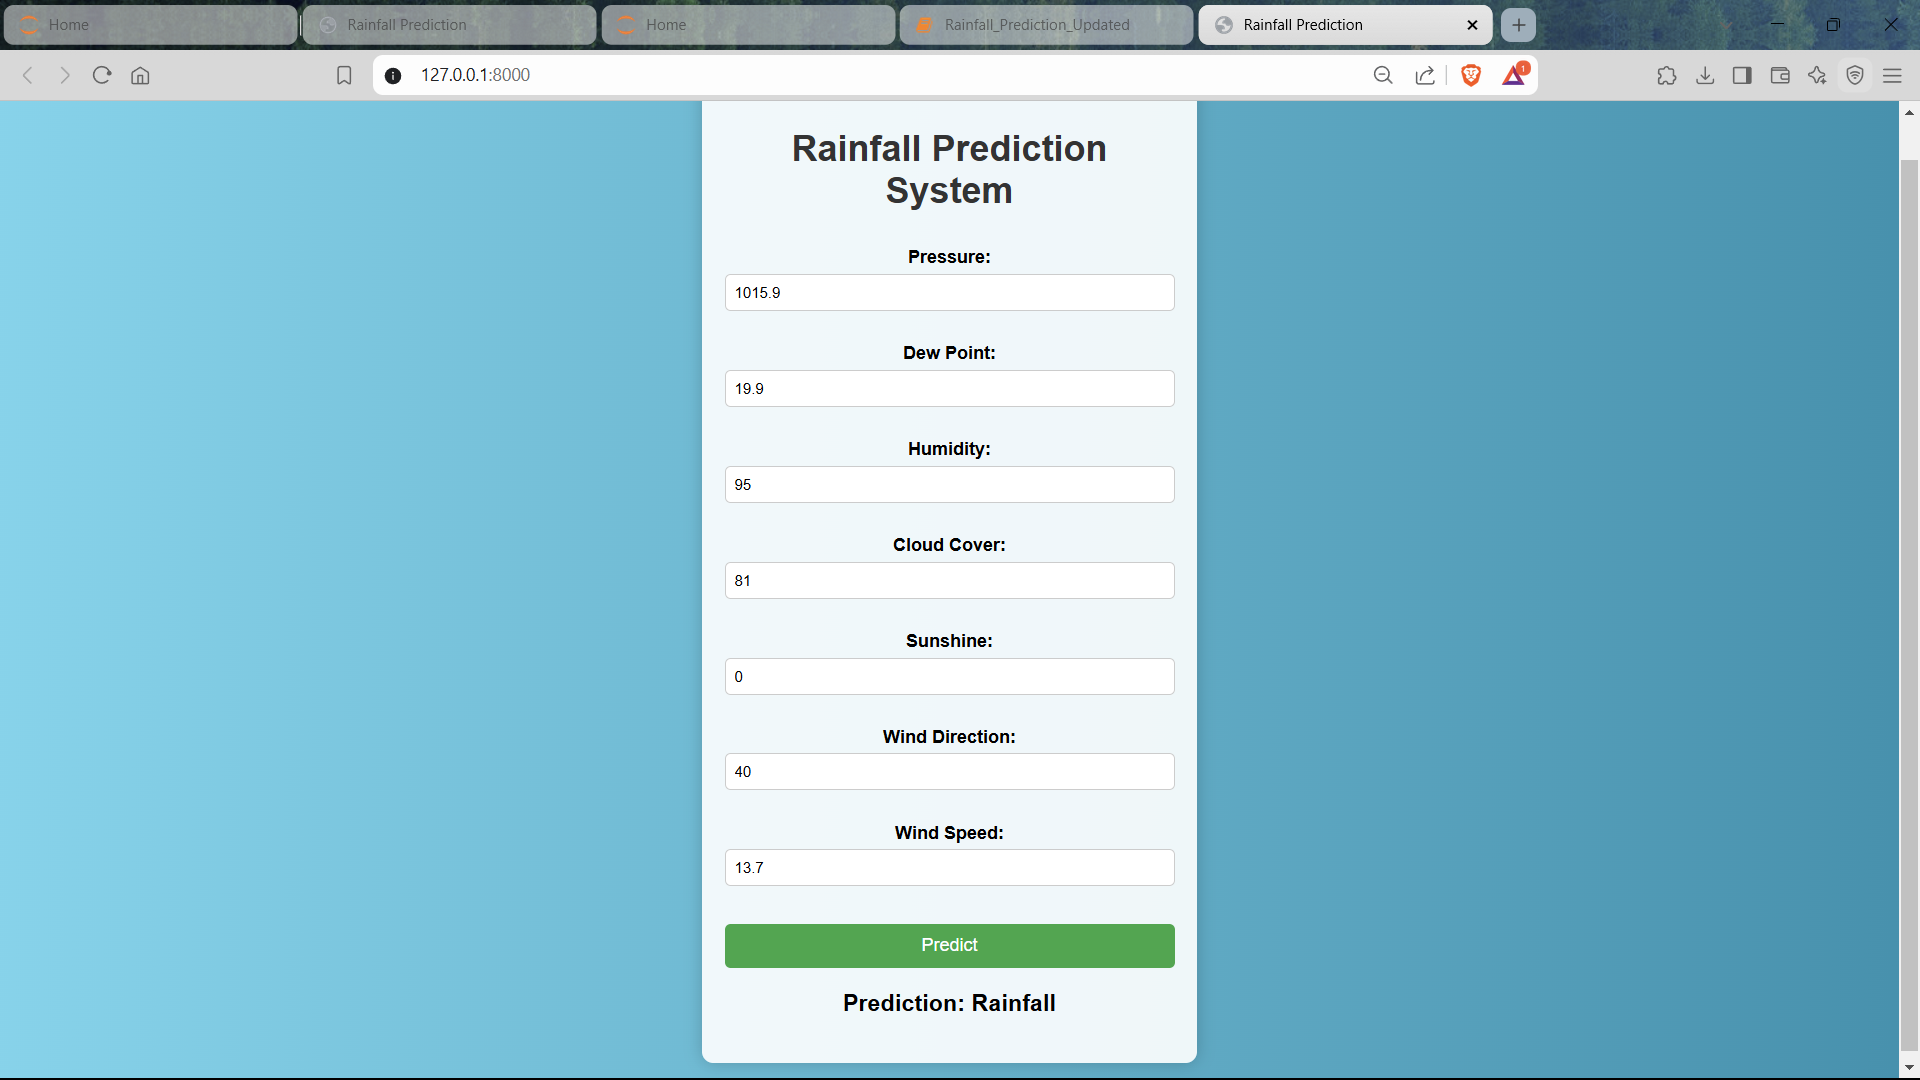 Home
Rainfall Prediction
Home
Rainfall_Prediction_Updated
Rainfall Prediction
127.0.0.1:8000
1
Rainfall Prediction
System
Pressure:
1015.9
Dew Point:
19.9
Humidity:
95
Cloud Cover:
81
Sunshine:
0
Wind Direction:
40
Wind Speed:
13.7
Predict
Prediction: Rainfall